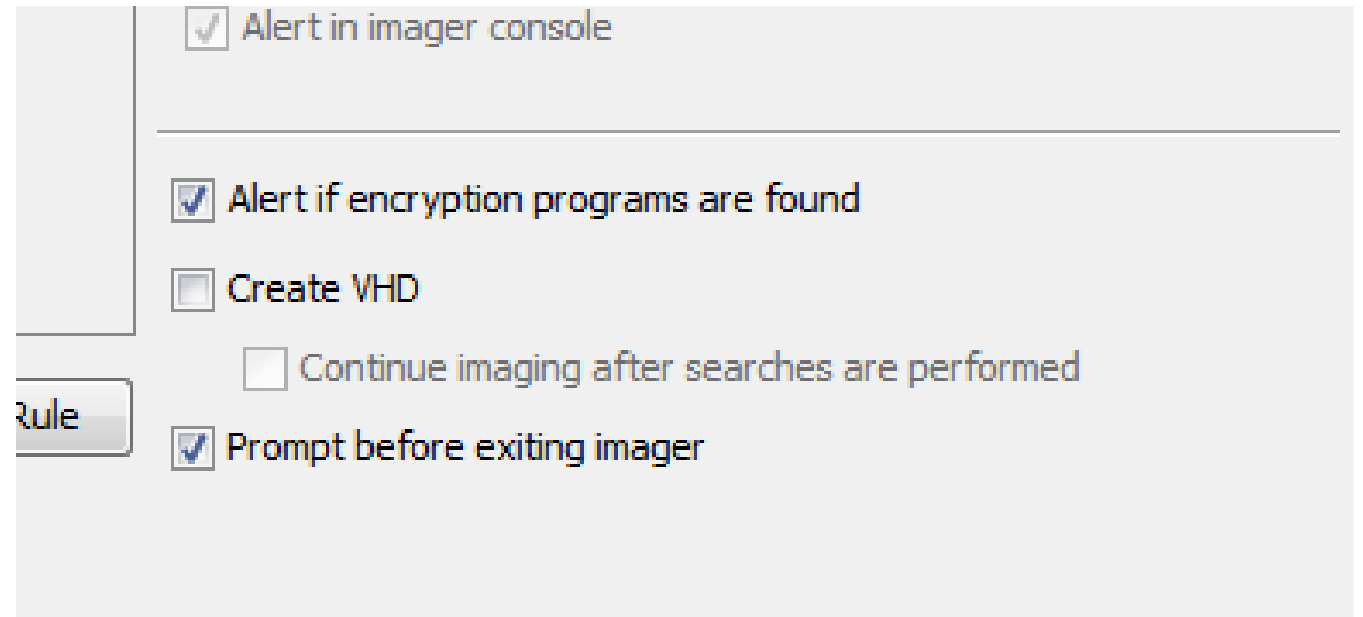 Alert in imager console
Alert if encryption programs are found
Create VHD
Continue imaging after searches are performed
Rule
Prompt before exiting imager